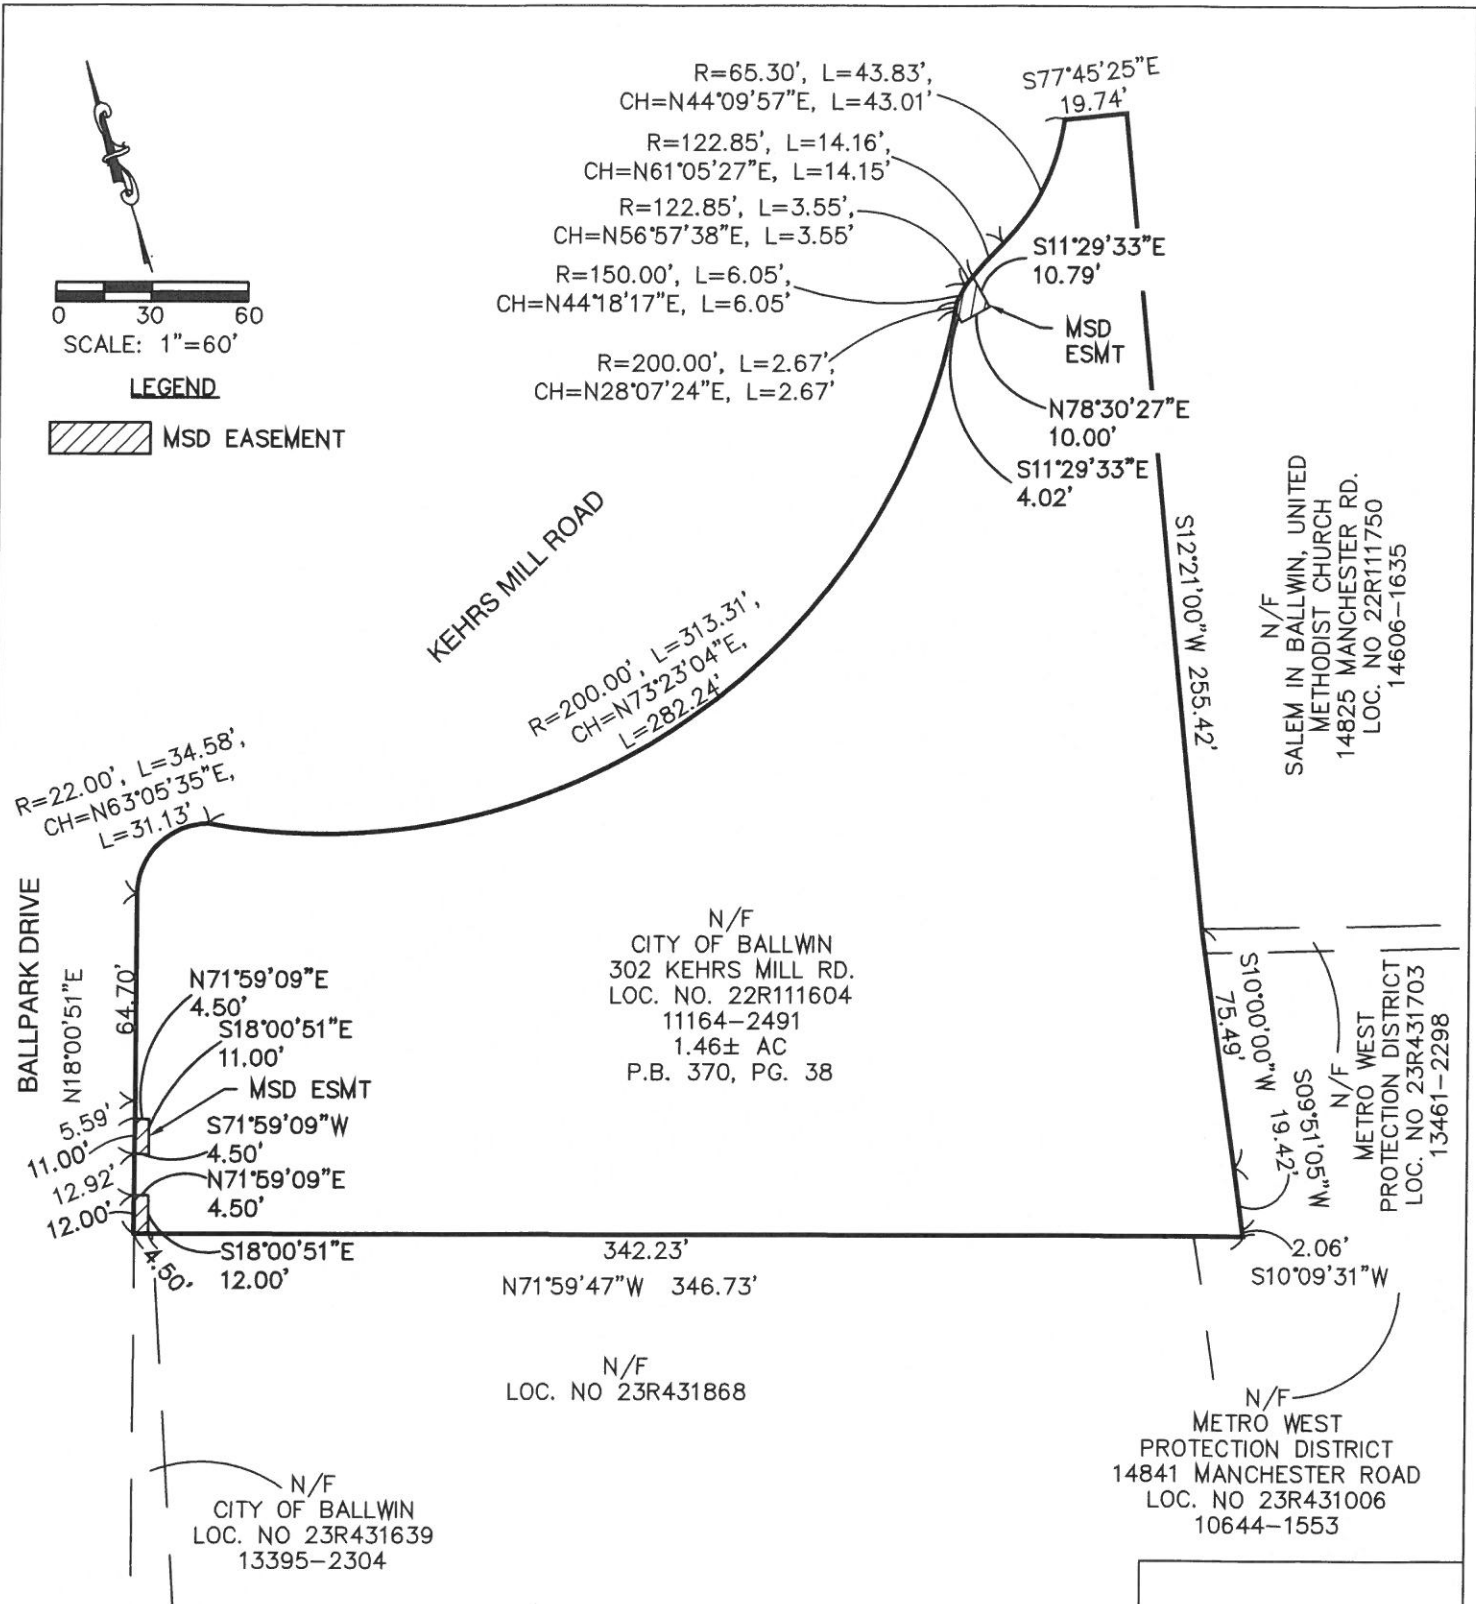 R=65.30', L=43.83',
CH=N44°09'57"E, L=43.01'
S77°45'25"E
19.74'
R=122.85', L=14.16',
CH=N61°05'27"E, L=14.15'
R=122.85', L=3.55',
CH=N56°57'38"E, L=3.55'
S11°29'33"E
10.79'
R=150.00', L=6.05',
CH=N44°18'17"E, L=6.05'
MSD
ESMT
0 30 60
SCALE: 1"=60'
LEGEND
MSD EASEMENT
R=200.00', L=2.67',
CH=N28°07'24"E, L=2.67'
N78°30'27"E
10.00'
S11°29'33"E
4.02'
KEHRS MILL ROAD
S12°21'00"W 255.42'
N/F
SALEM IN BALLWIN, UNITED
METHODIST CHURCH
14825 MANCHESTER RD.
LOC. NO 22R111750
14606-1635
R=200.00', L=313.31',
CH=N73°23'04"E,
L=282.24'
R=22.00', L=34.58',
CH=N63°05'35"E,
L=31.13'
BALLPARK DRIVE
N18°00'51"E
64.70'
N/F
CITY OF BALLWIN
302 KEHRS MILL RD.
LOC. NO. 22R111604
11164-2491
1.46± AC
P.B. 370, PG. 38
N71°59'09"E
4.50'
S18°00'51"E
11.00'
MSD ESMT
S71°59'09"W
4.50'
N71°59'09"E
4.50'
S18°00'51"E
12.00'
5.59'
11.00'
12.92'
12.00'
4.50'
S10°00'00"W
75.49'
S09°51'05"W
19.42'
N/F
METRO WEST
PROTECTION DISTRICT
LOC. NO 23R431703
13461-2298
2.06'
S10°09'31"W
342.23'
N71°59'47"W 346.73'
N/F
LOC. NO 23R431868
N/F
METRO WEST
PROTECTION DISTRICT
14841 MANCHESTER ROAD
LOC. NO 23R431006
10644-1553
N/F
CITY OF BALLWIN
LOC. NO 23R431639
13395-2304